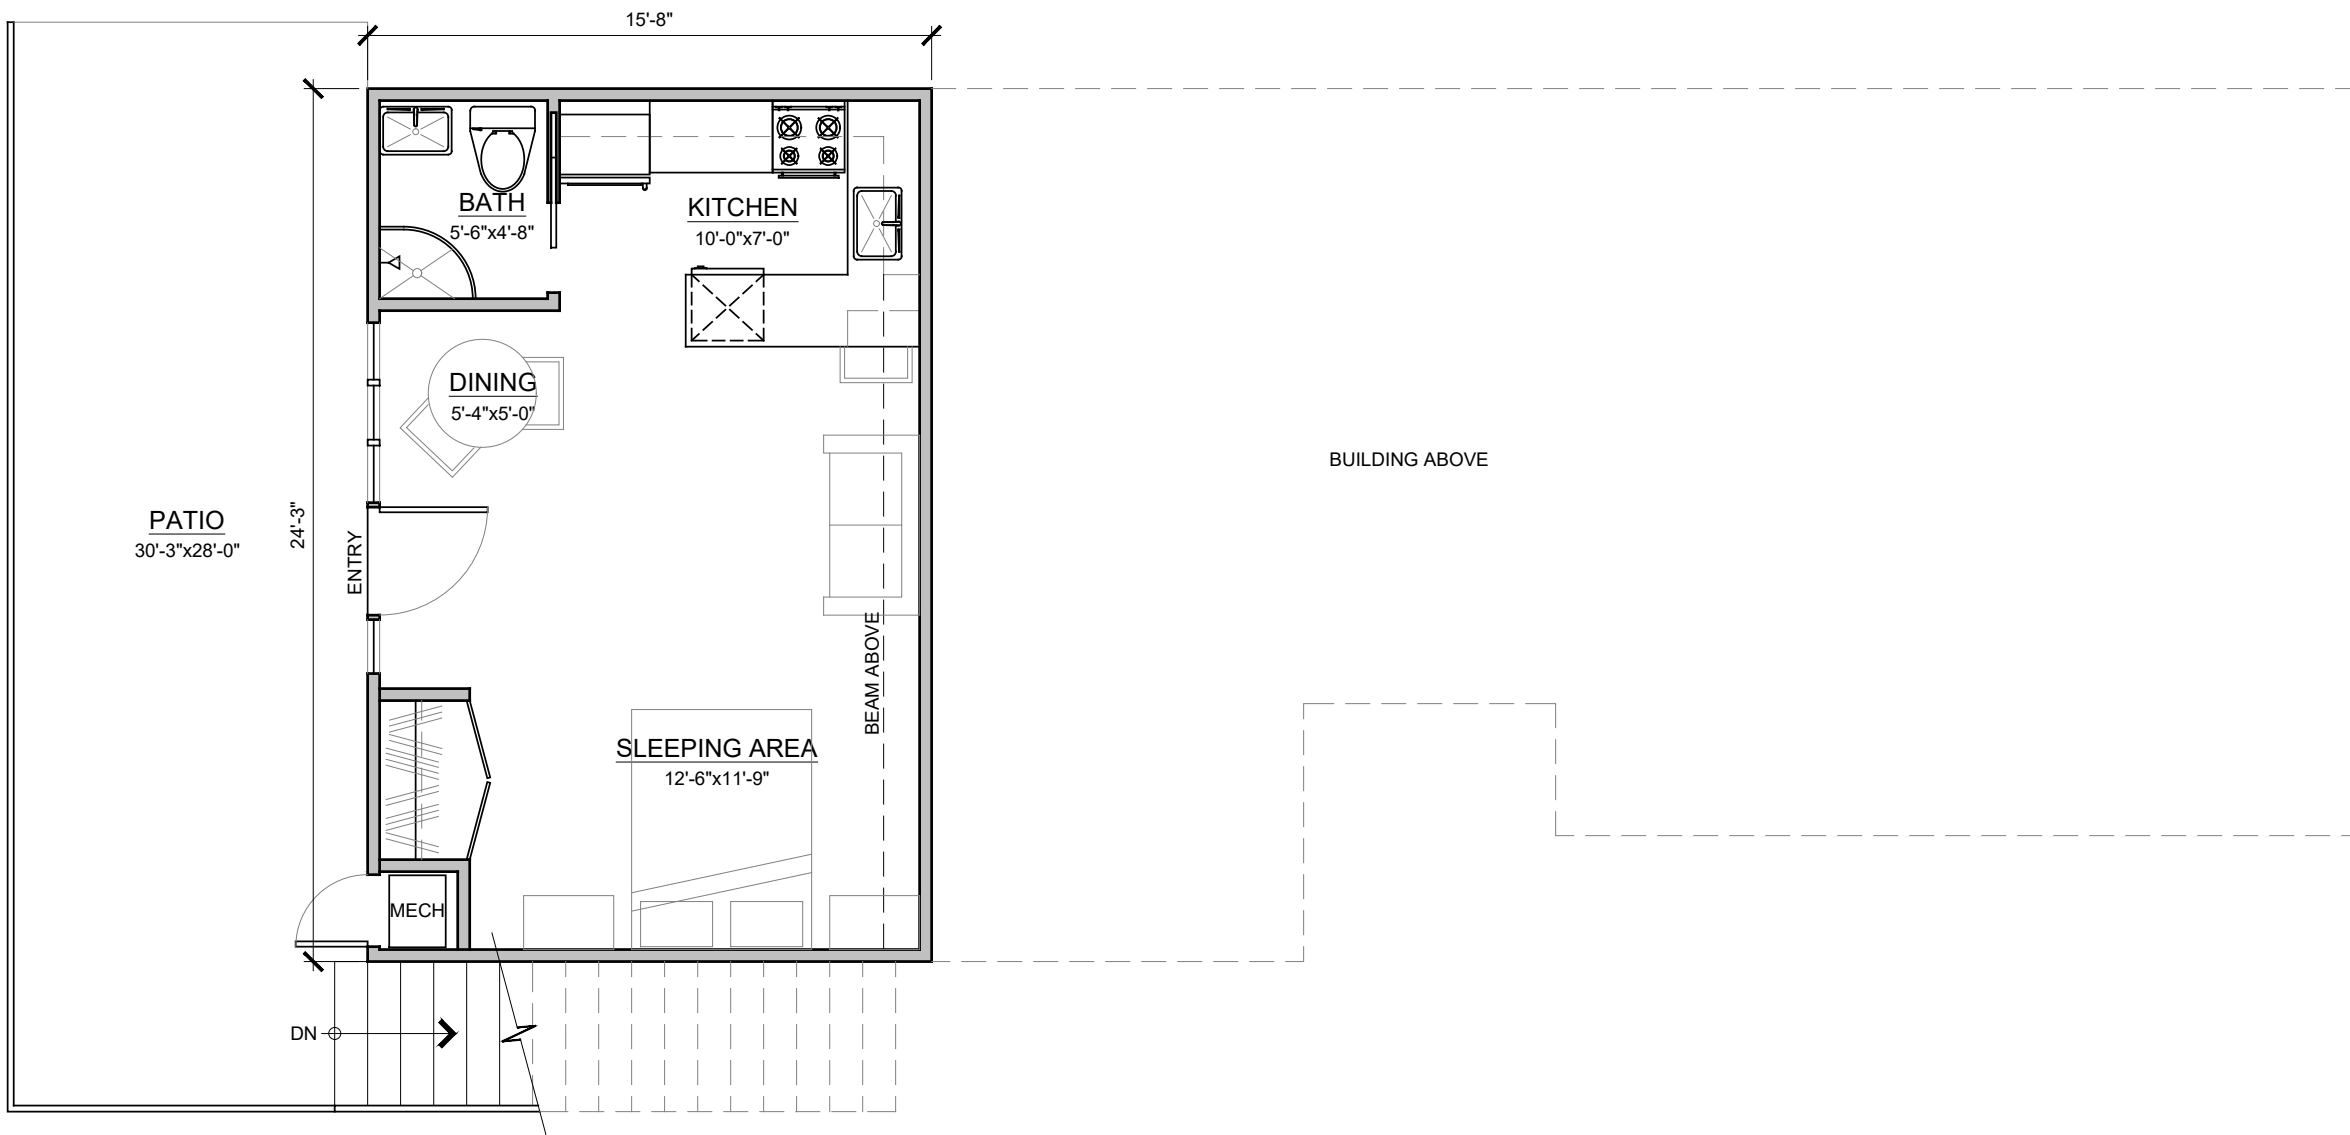 15'-8"
BATH
5'-6"x4'-8"
KITCHEN
10'-0"x7'-0"
DINING
5'-4"x5'-0"
BUILDING ABOVE
PATIO
30'-3"x28'-0"
24'-3"
ENTRY
BEAM ABOVE
SLEEPING AREA
12'-6"x11'-9"
MECH
DN